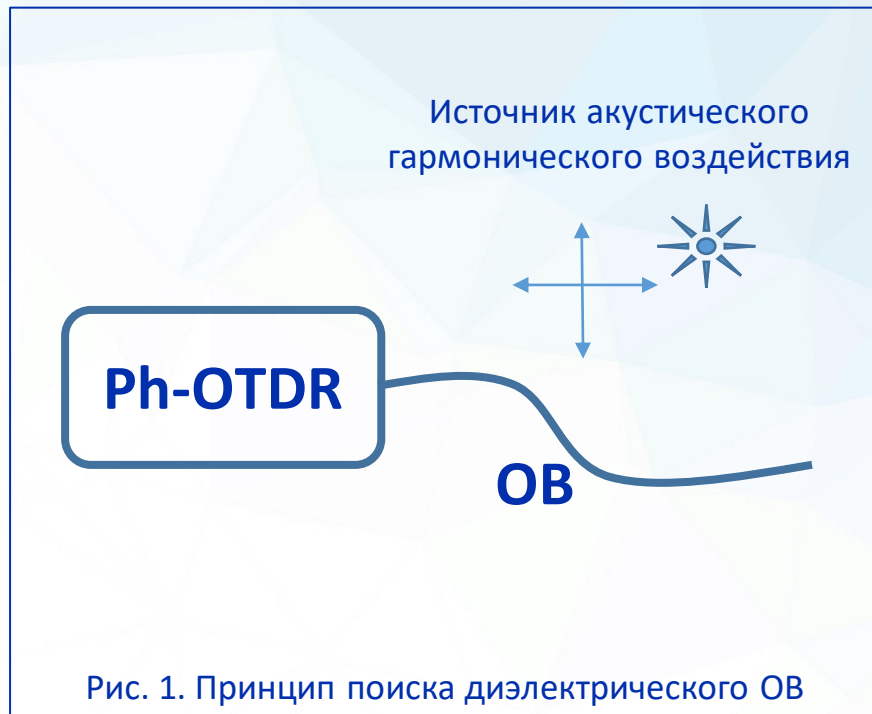 Источник акустического
гармонического воздействия
Ph-OTDR
ОВ
Рис. 1. Принцип поиска диэлектрического ОВ